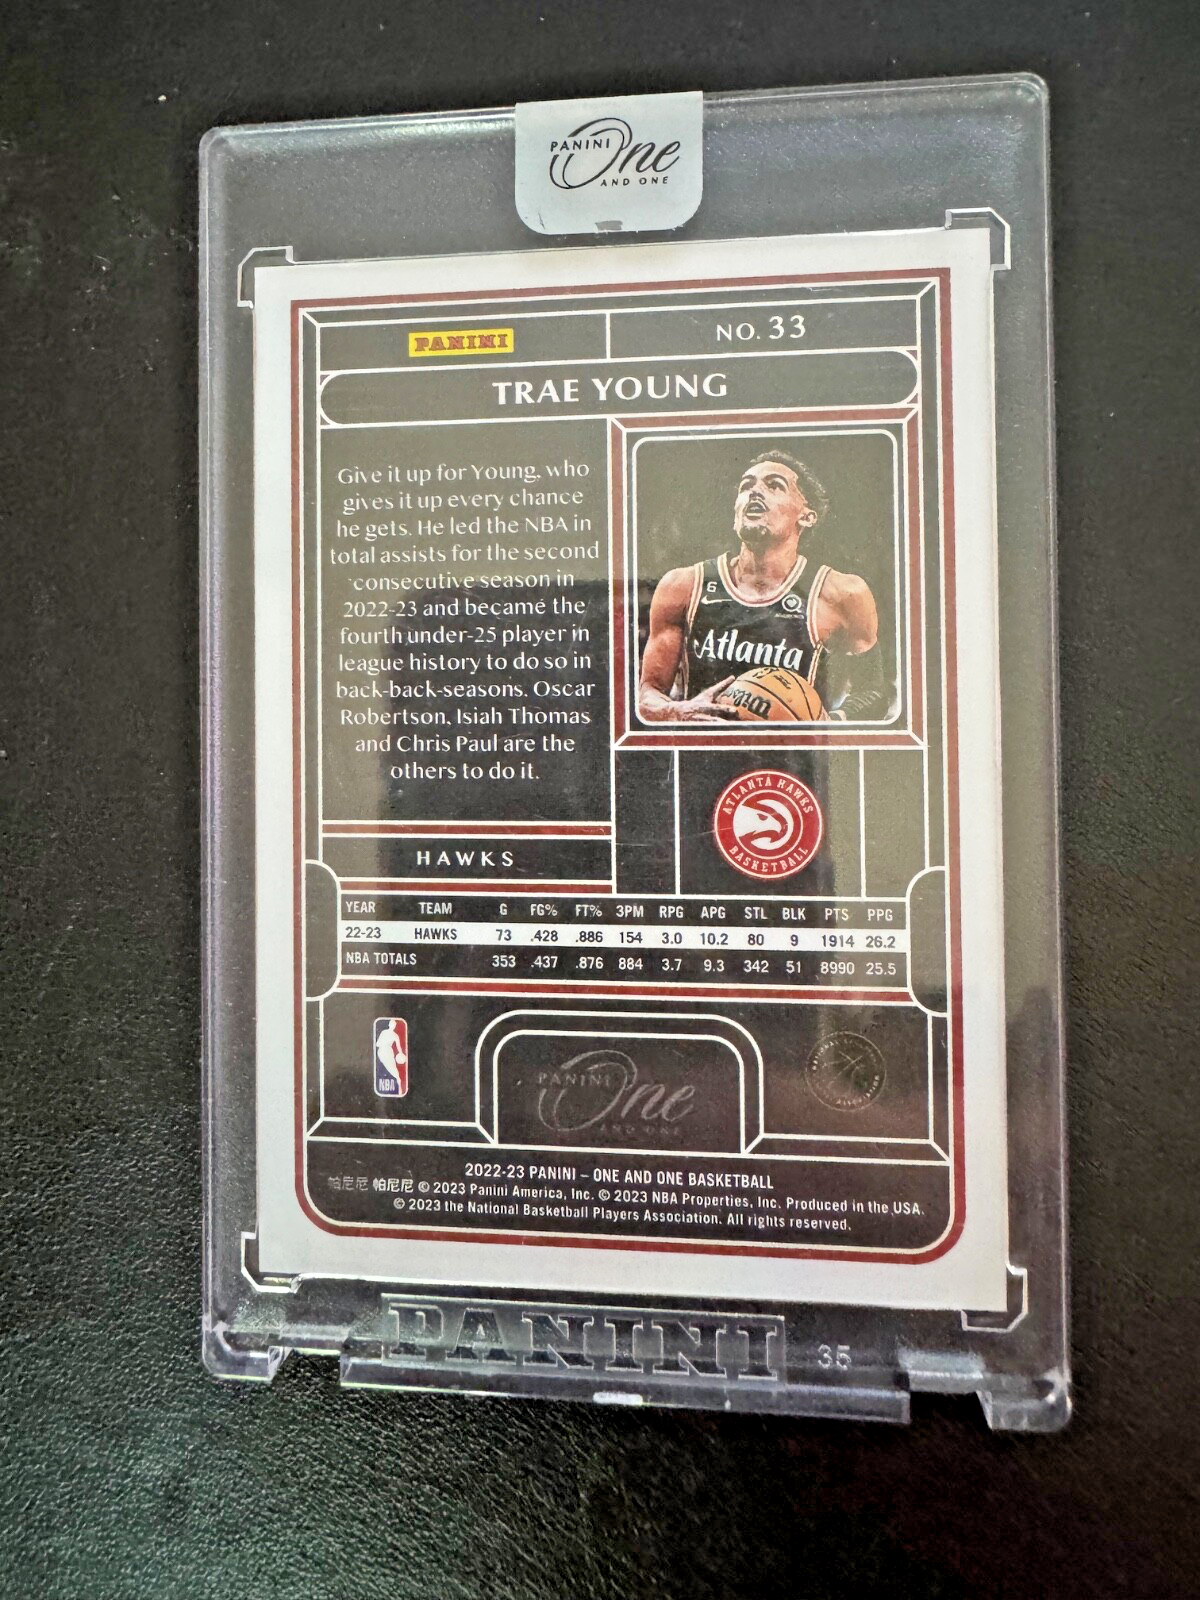 PANINI One
AND ONE
PANINI
NO. 33
TRAE YOUNG
Give it up for Young, who
gives it up every chance
he gets. He led the NBA in
total assists for the second
consecutive season in
2022-23 and became the
fourth under-25 player in
league history to do so in
back-back-seasons. Oscar
Robertson, Isiah Thomas
and Chris Paul are the
others to do it.
6
Atlanta
Wilson
ATLANTA HAWKS
BASKETBALL
HAWKS
YEAR TEAM G FG% FT% 3PM RPG APG STL BLK PTS PPG
22-23 HAWKS 73 .428 .886 154 3.0 10.2 80 9 1914 26.2
NBA TOTALS 353 .437 .876 884 3.7 9.3 342 51 8990 25.5
NBA
PANINI One
AND ONE
NATIONAL
ASSOCIATION
2022-23 PANINI – ONE AND ONE BASKETBALL
帕尼尼 帕尼尼 © 2023 Panini America, Inc. © 2023 NBA Properties, Inc. Produced in the USA.
© 2023 the National Basketball Players Association. All rights reserved.
PANINI 35